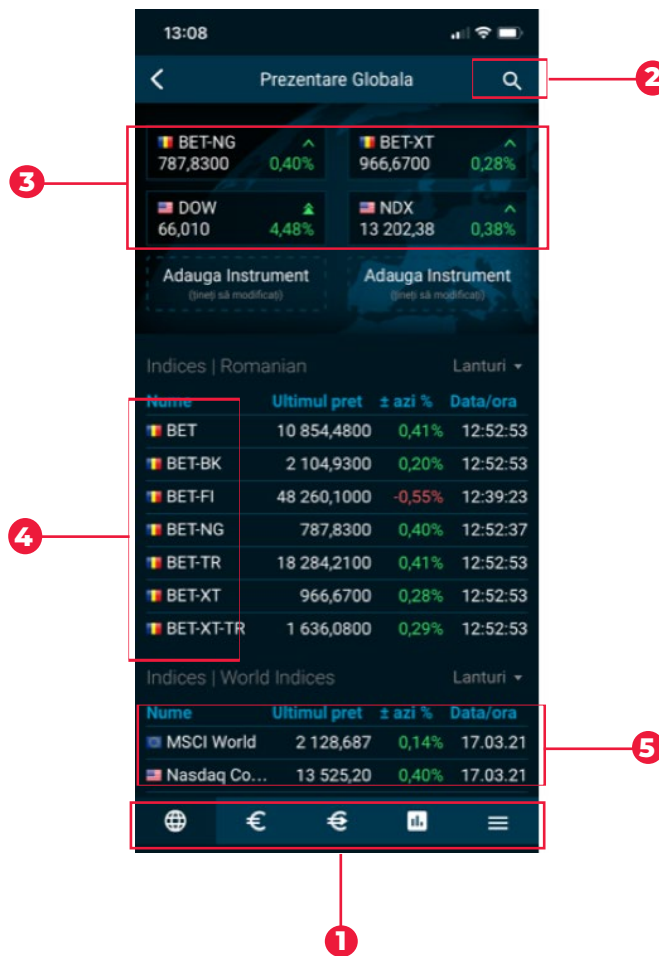 13:08
Prezentare Globala
2
BET-NG
787,8300 0,40%
BET-XT
966,6700 0,28%
3
DOW
66,010 4,48%
NDX
13 202,38 0,38%
Adauga Instrument
(țineți să modificați)
Adauga Instrument
(țineți să modificați)
Indices | Romanian Lanturi
Nume Ultimul pret ± azi % Data/ora
BET 10 854,4800 0,41% 12:52:53
BET-BK 2 104,9300 0,20% 12:52:53
BET-FI 48 260,1000 -0,55% 12:39:23
4
BET-NG 787,8300 0,40% 12:52:37
BET-TR 18 284,2100 0,41% 12:52:53
BET-XT 966,6700 0,28% 12:52:53
BET-XT-TR 1 636,0800 0,29% 12:52:53
Indices | World Indices Lanturi
Nume Ultimul pret ± azi % Data/ora
MSCI World 2 128,687 0,14% 17.03.21
5
Nasdaq Co... 13 525,20 0,40% 17.03.21
1